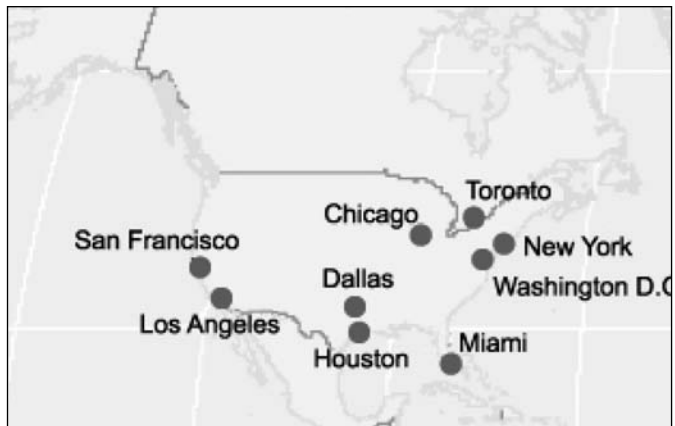 Toronto
Chicago
San Francisco
New York
Dallas
Washington D.C
Los Angeles
Miami
Houston